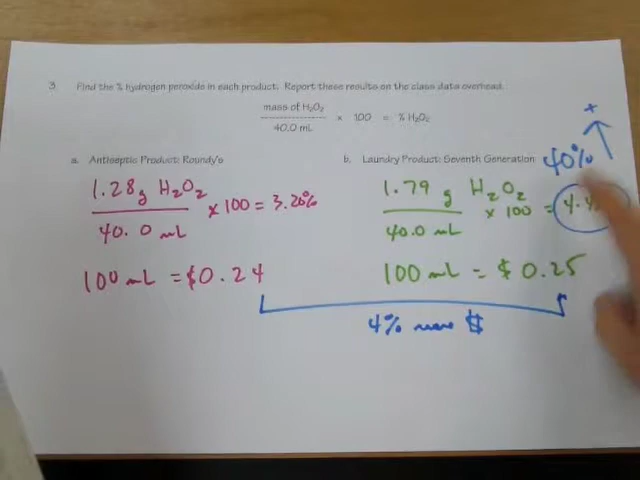 3. Find the % hydrogen peroxide in each product. Report these results on the class data overhead.
mass of H₂O₂
40.0 mL
x 100 = % H₂O₂
a. Antiseptic Product: Roundy's
1.28g H₂O₂
40.0 mL
x 100 = 3.20%
100 mL = $0.24
b. Laundry Product: Seventh Generation
40%
1.79 g H₂O₂
40.0 mL
x 100 = 4.4
100 mL = $0.25
4% more $